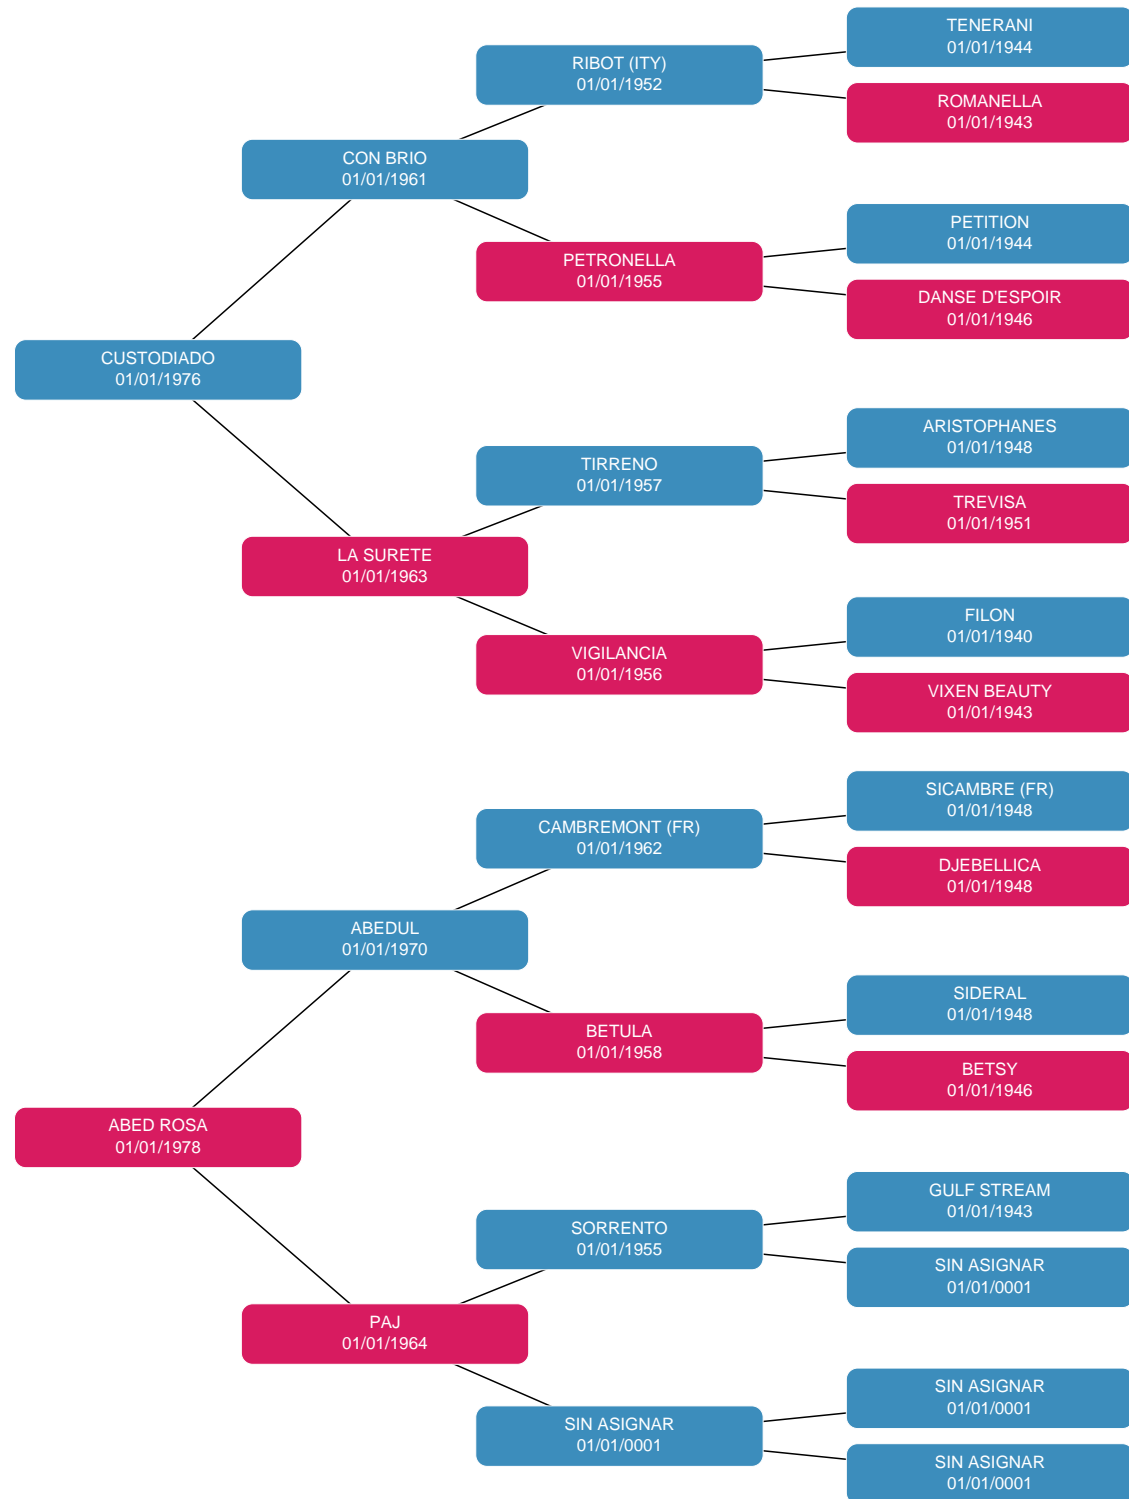 TENERANI
01/01/1944
RIBOT (ITY)
01/01/1952
ROMANELLA
01/01/1943
CON BRIO
01/01/1961
PETITION
01/01/1944
PETRONELLA
01/01/1955
DANSE D'ESPOIR
01/01/1946
CUSTODIADO
01/01/1976
ARISTOPHANES
01/01/1948
TIRRENO
01/01/1957
TREVISA
01/01/1951
LA SURETE
01/01/1963
FILON
01/01/1940
VIGILANCIA
01/01/1956
VIXEN BEAUTY
01/01/1943
SICAMBRE (FR)
01/01/1948
CAMBREMONT (FR)
01/01/1962
DJEBELLICA
01/01/1948
ABEDUL
01/01/1970
SIDERAL
01/01/1948
BETULA
01/01/1958
BETSY
01/01/1946
ABED ROSA
01/01/1978
GULF STREAM
01/01/1943
SORRENTO
01/01/1955
SIN ASIGNAR
01/01/0001
PAJ
01/01/1964
SIN ASIGNAR
01/01/0001
SIN ASIGNAR
01/01/0001
SIN ASIGNAR
01/01/0001